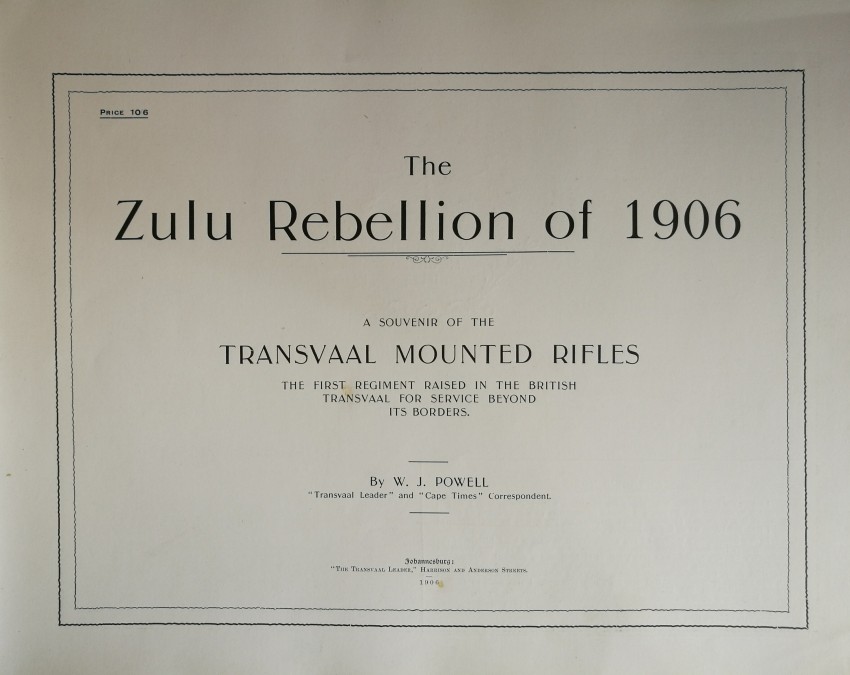 PRICE 10 6
The
Zulu Rebellion of 1906
A SOUVENIR OF THE
TRANSVAAL MOUNTED RIFLES
THE FIRST REGIMENT RAISED IN THE BRITISH
TRANSVAAL FOR SERVICE BEYOND
ITS BORDERS.
By W. J. POWELL
"Transvaal Leader" and "Cape Times" Correspondent.
Johannesburg:
"THE TRANSVAAL LEADER," HARRISON AND ANDERSON STREETS.
1906